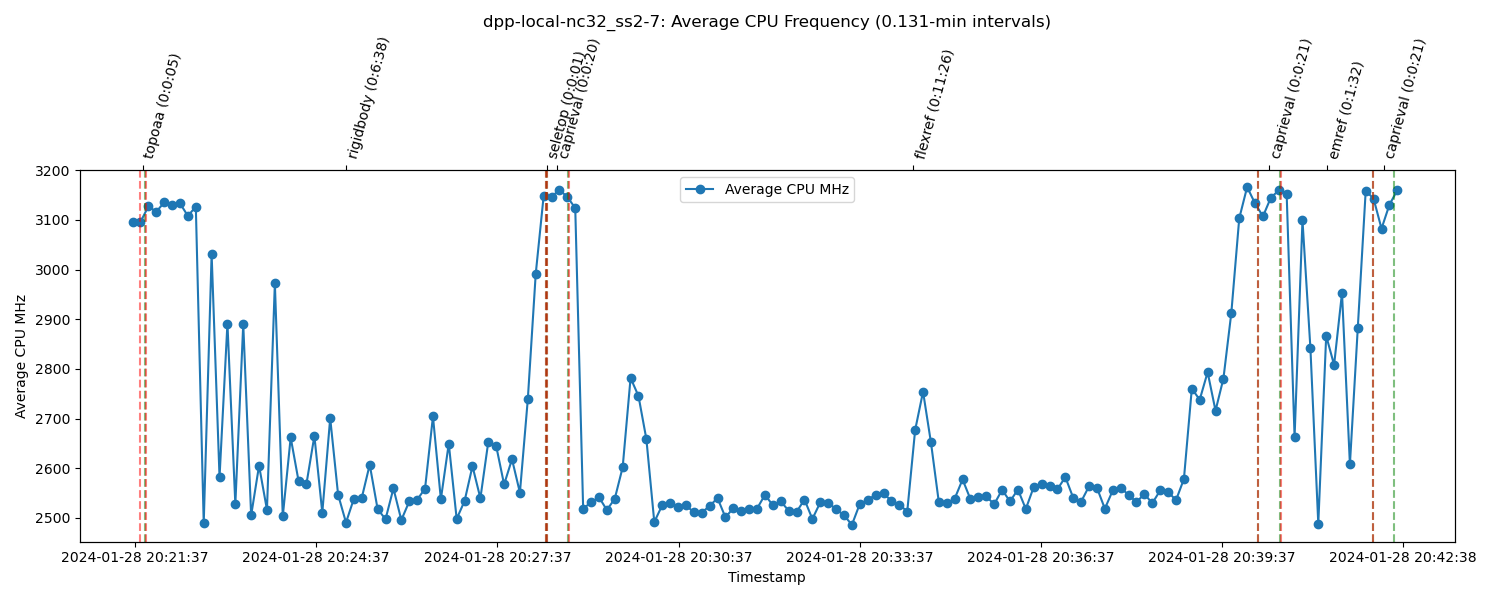 dpp-local-nc32_ss2-7: Average CPU Frequency (0.131-min intervals)
topoaa (0:0:05)
rigidbody (0:6:38)
seletop (0:0:01)
caprieval (0:0:20)
flexref (0:11:26)
caprieval (0:0:21)
emref (0:1:32)
caprieval (0:0:21)
Average CPU MHz
3200
3100
3000
2900
2800
2700
2600
2500
Average CPU MHz
2024-01-28 20:21:37
2024-01-28 20:24:37
2024-01-28 20:27:37
2024-01-28 20:30:37
2024-01-28 20:33:37
2024-01-28 20:36:37
2024-01-28 20:39:37
2024-01-28 20:42:38
Timestamp